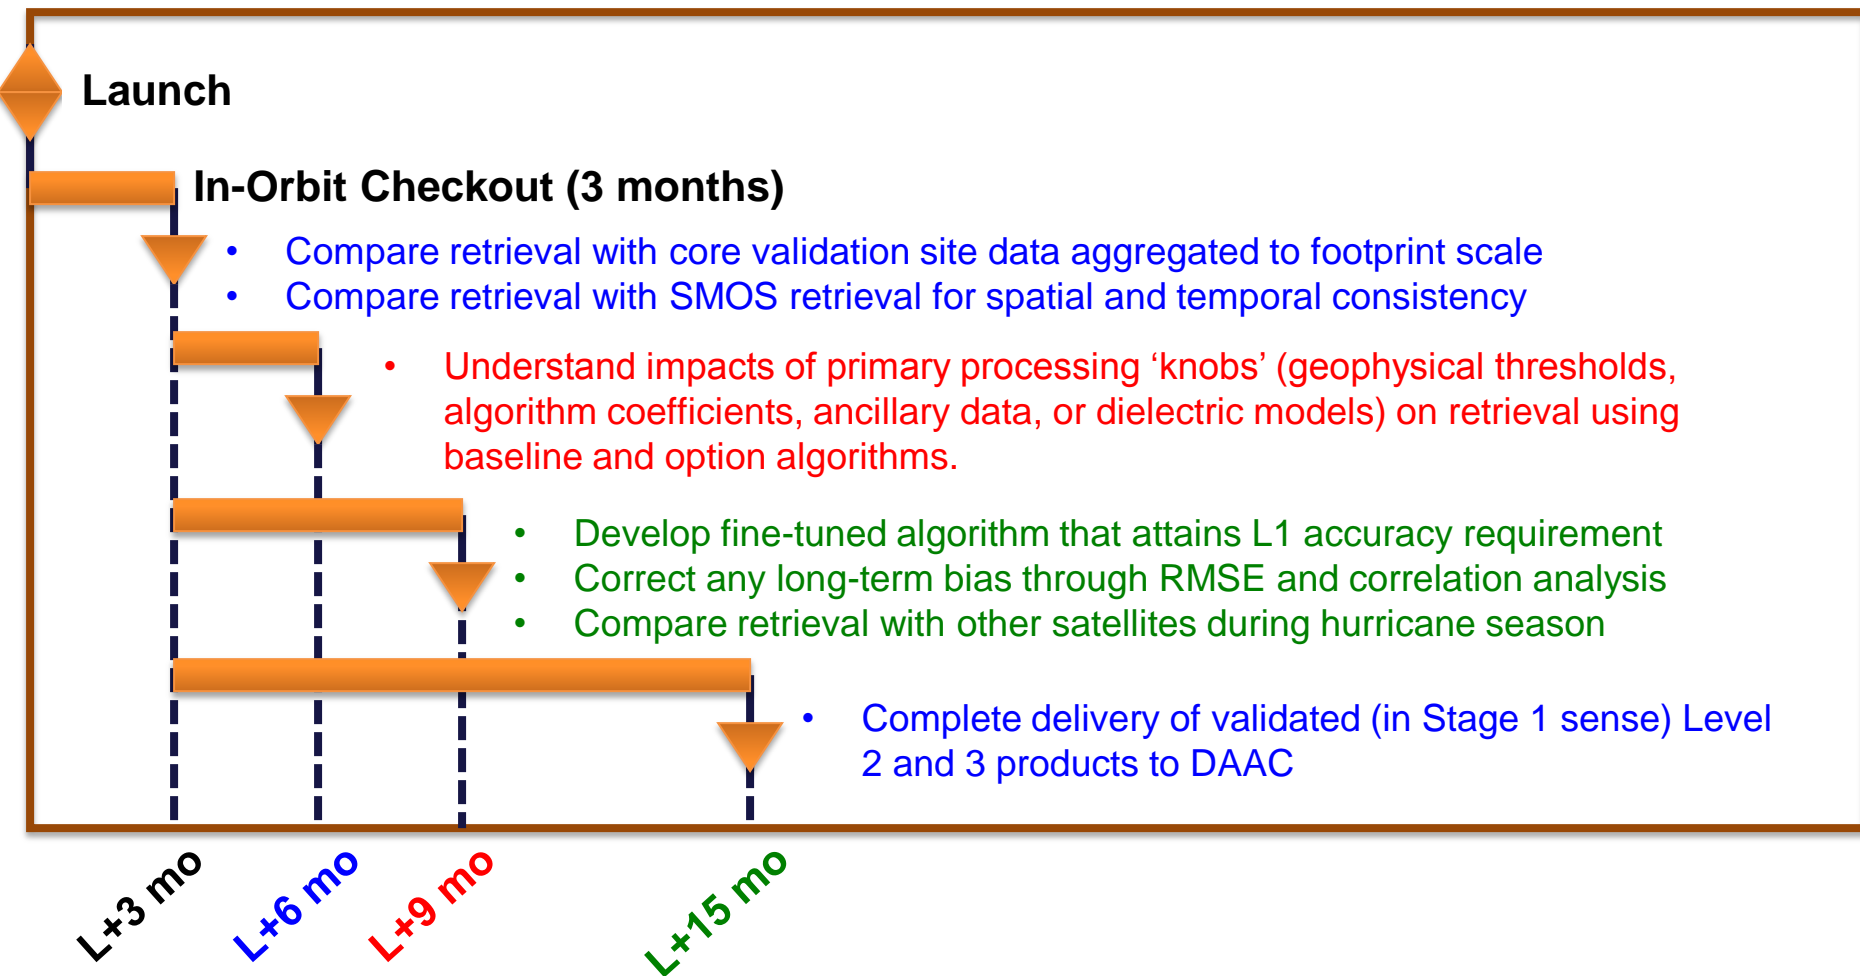 Launch
In-Orbit Checkout (3 months)
• Compare retrieval with core validation site data aggregated to footprint scale
• Compare retrieval with SMOS retrieval for spatial and temporal consistency
• Understand impacts of primary processing ‘knobs’ (geophysical thresholds,
algorithm coefficients, ancillary data, or dielectric models) on retrieval using
baseline and option algorithms.
• Develop fine-tuned algorithm that attains L1 accuracy requirement
• Correct any long-term bias through RMSE and correlation analysis
• Compare retrieval with other satellites during hurricane season
• Complete delivery of validated (in Stage 1 sense) Level
2 and 3 products to DAAC
L+3 mo
L+6 mo
L+9 mo
L+15 mo